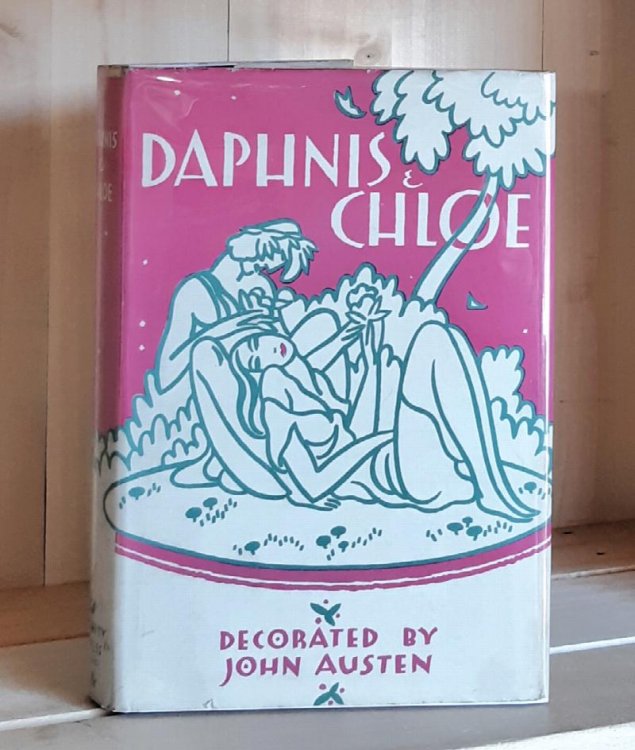 DAPHNIS &
CHLOE
DECORATED BY
JOHN AUSTEN